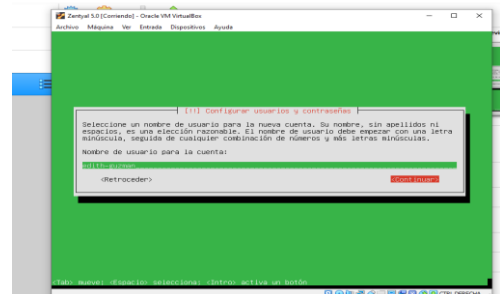 Zentyal 5.0 [Corriendo] - Oracle VM VirtualBox
Archivo Máquina Ver Entrada Dispositivos Ayuda
[!!] Configurar usuarios y contraseñas
Seleccione un nombre de usuario para la nueva cuenta. Su nombre, sin apellidos ni
espacios, es una elección razonable. El nombre de usuario debe empezar con una letra
minúscula, seguida de cualquier combinación de números y más letras minúsculas.
Nombre de usuario para la cuenta:
edith-guzman
<Retroceder>
<Continuar>
<Tab> mueve; <Espacio> selecciona; <Intro> activa un botón
CTRL DERECHA